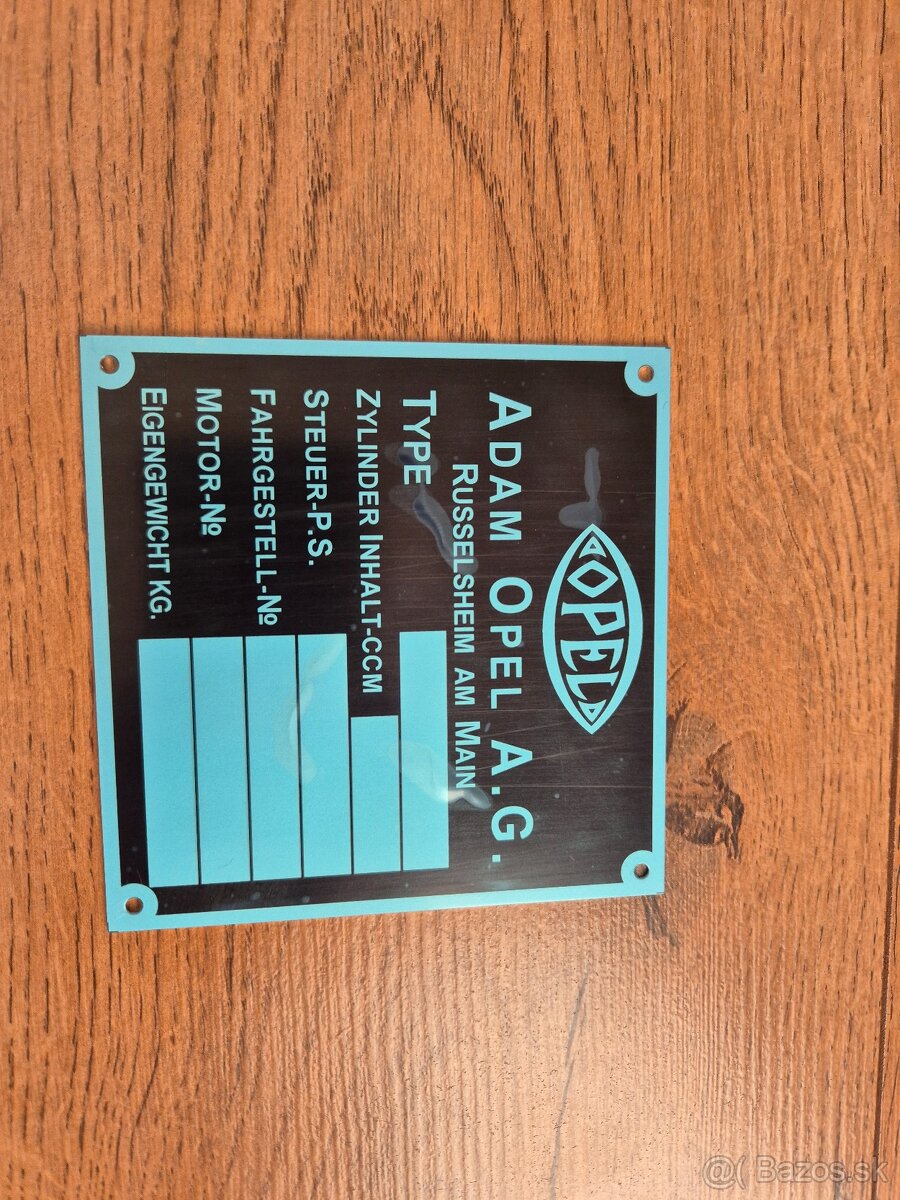 OPEL
ADAM OPEL A.G.
RUSSELSHEIM AM MAIN
TYPE
ZYLINDER INHALT-CCM
STEUER-P.S.
FAHRGESTELL-№
MOTOR-№
EIGENGEWICHT KG.
@( Bazos.sk